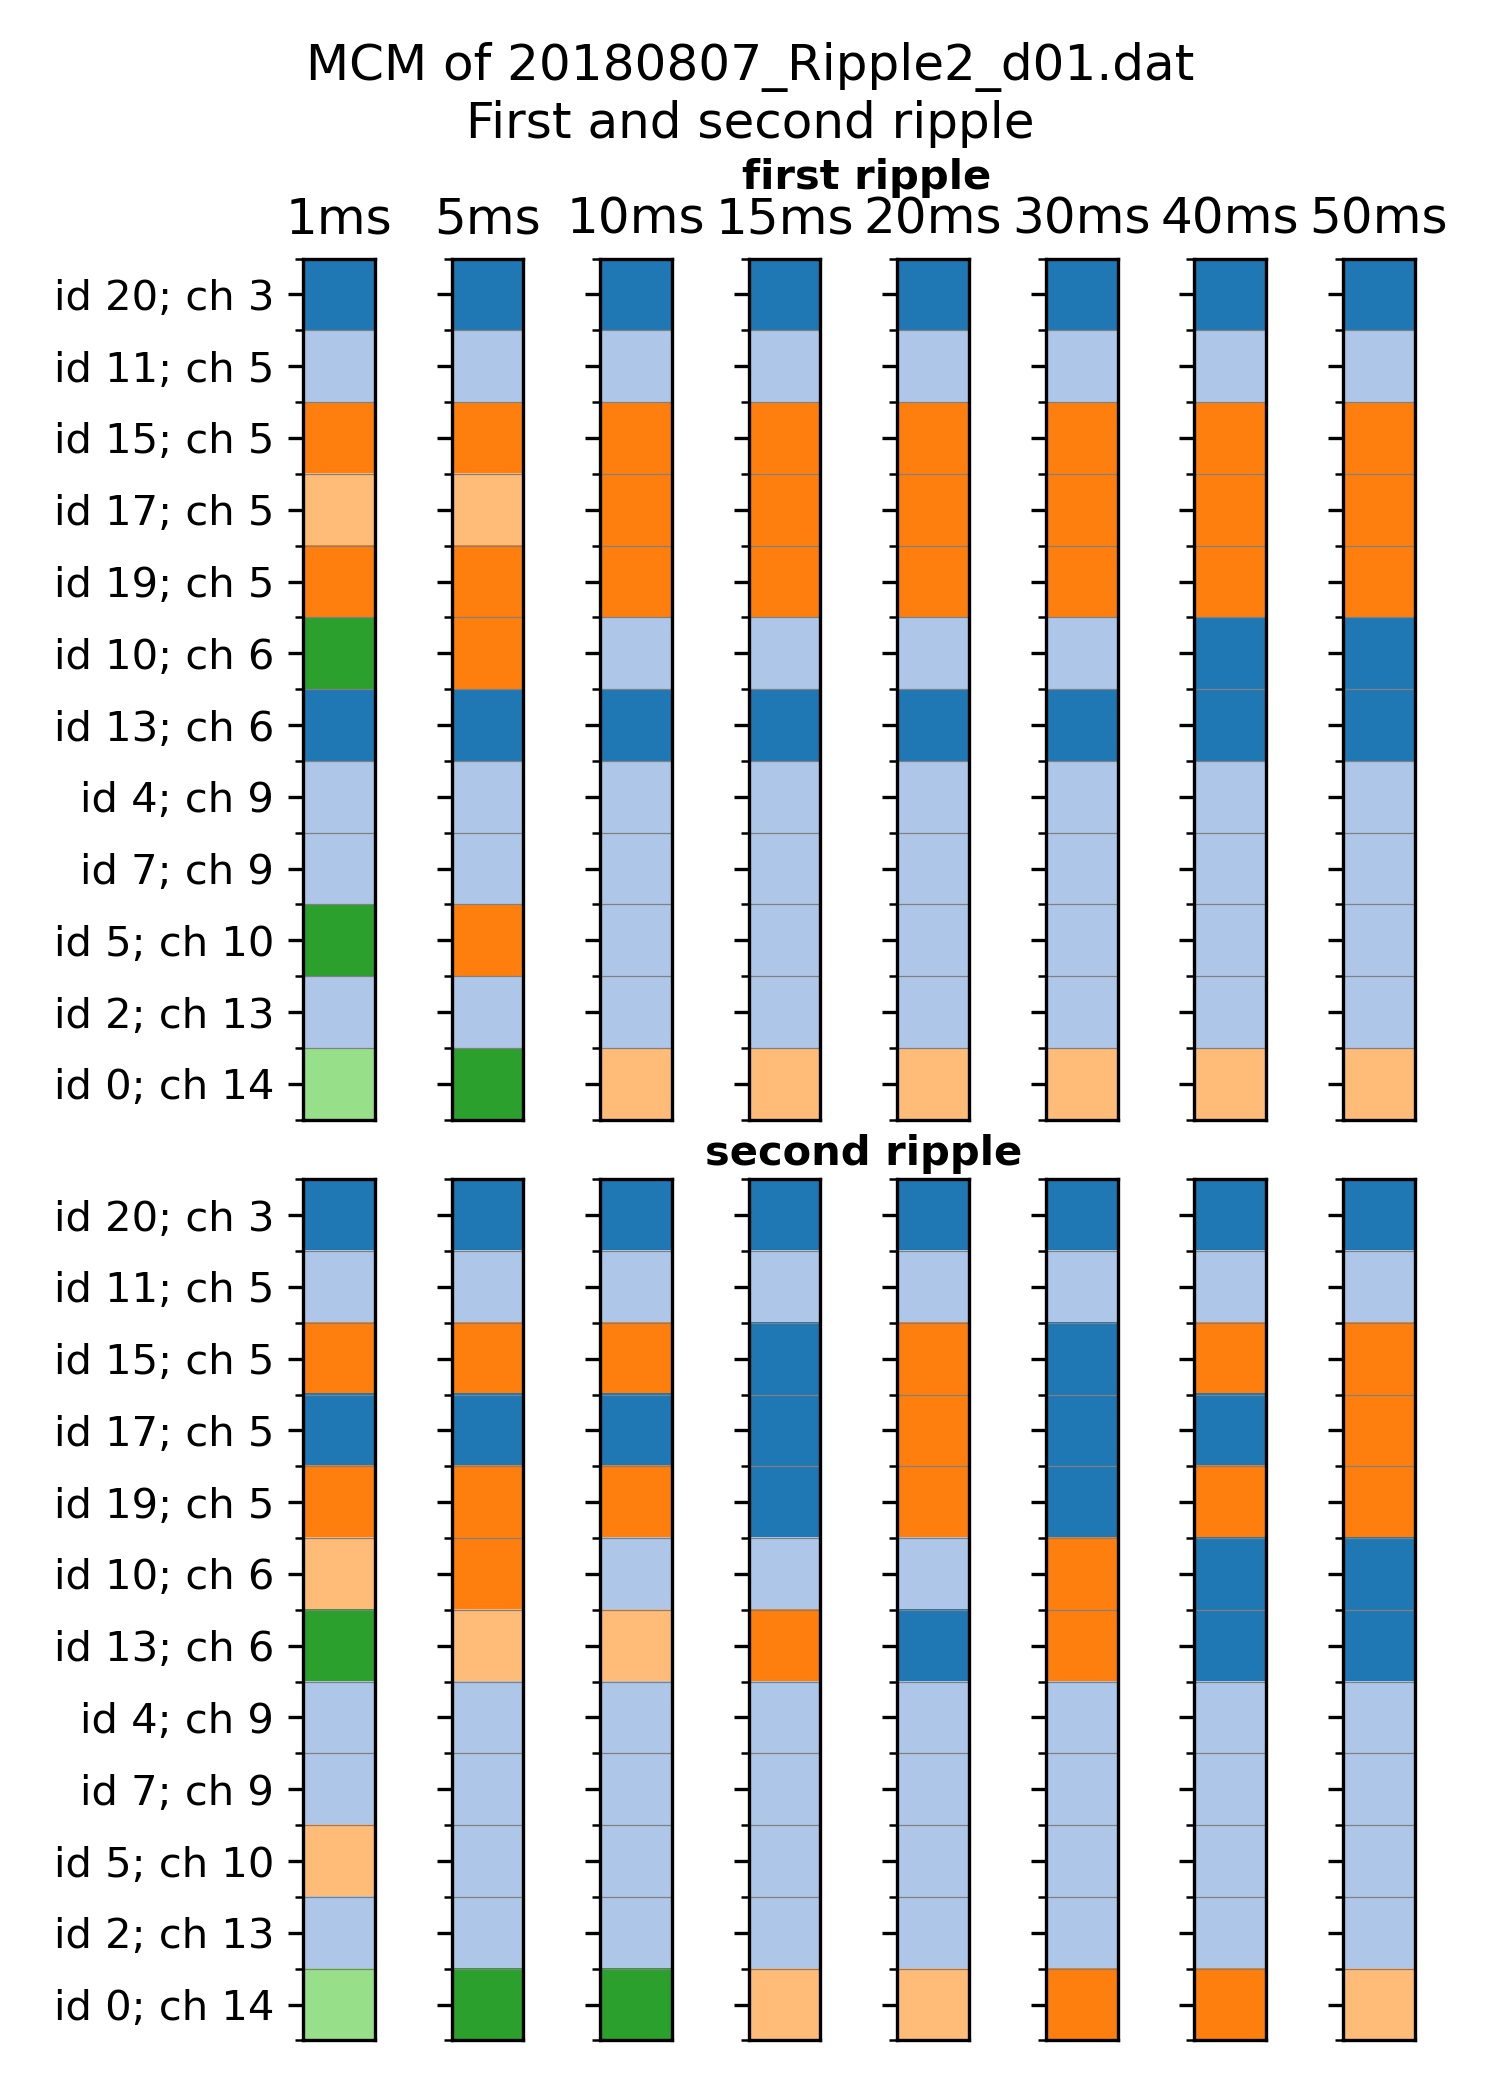 MCM of 20180807_Ripple2_d01.dat
First and second ripple
first ripple
1ms 5ms 10ms 15ms 20ms 30ms 40ms 50ms
id 20; ch 3
id 11; ch 5
id 15; ch 5
id 17; ch 5
id 19; ch 5
id 10; ch 6
id 13; ch 6
id 4; ch 9
id 7; ch 9
id 5; ch 10
id 2; ch 13
id 0; ch 14
second ripple
id 20; ch 3
id 11; ch 5
id 15; ch 5
id 17; ch 5
id 19; ch 5
id 10; ch 6
id 13; ch 6
id 4; ch 9
id 7; ch 9
id 5; ch 10
id 2; ch 13
id 0; ch 14